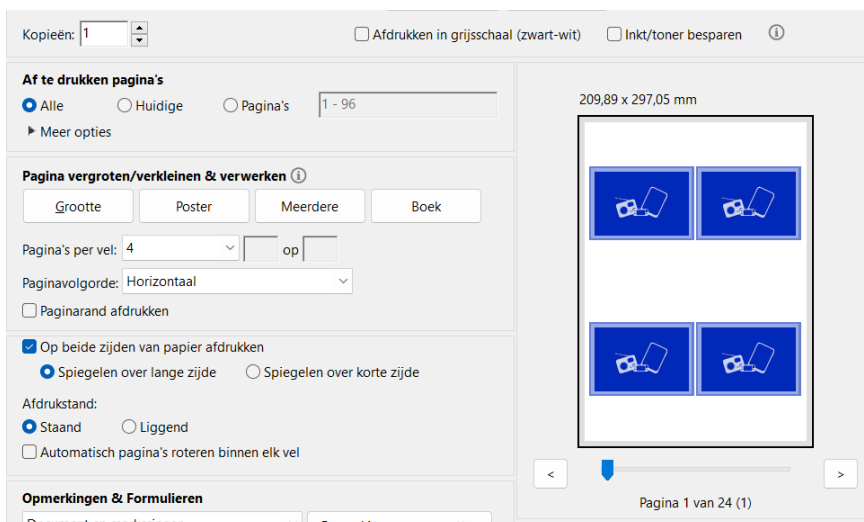 Kopieën: 1
Afdrukken in grijsschaal (zwart-wit)
Inkt/toner besparen
Af te drukken pagina's
Alle
Huidige
Pagina's
1 - 96
Meer opties
209,89 x 297,05 mm
Pagina vergroten/verkleinen & verwerken
Grootte
Poster
Meerdere
Boek
Pagina's per vel: 4
op
Paginavolgorde: Horizontaal
Paginarand afdrukken
Op beide zijden van papier afdrukken
Spiegelen over lange zijde
Spiegelen over korte zijde
Afdrukstand:
Staand
Liggend
Automatisch pagina's roteren binnen elk vel
<
>
Pagina 1 van 24 (1)
Opmerkingen & Formulieren